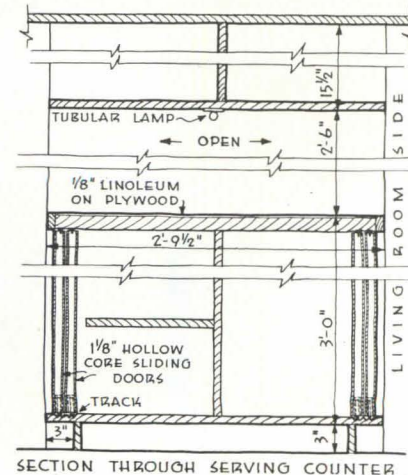 15½"
TUBULAR LAMP
OPEN
2'-6"
LIVING ROOM SIDE
1/8" LINOLEUM
ON PLYWOOD
2'-9½"
3'-0"
1⅛" HOLLOW
CORE SLIDING
DOORS
TRACK
3"
3"
SECTION THROUGH SERVING COUNTER